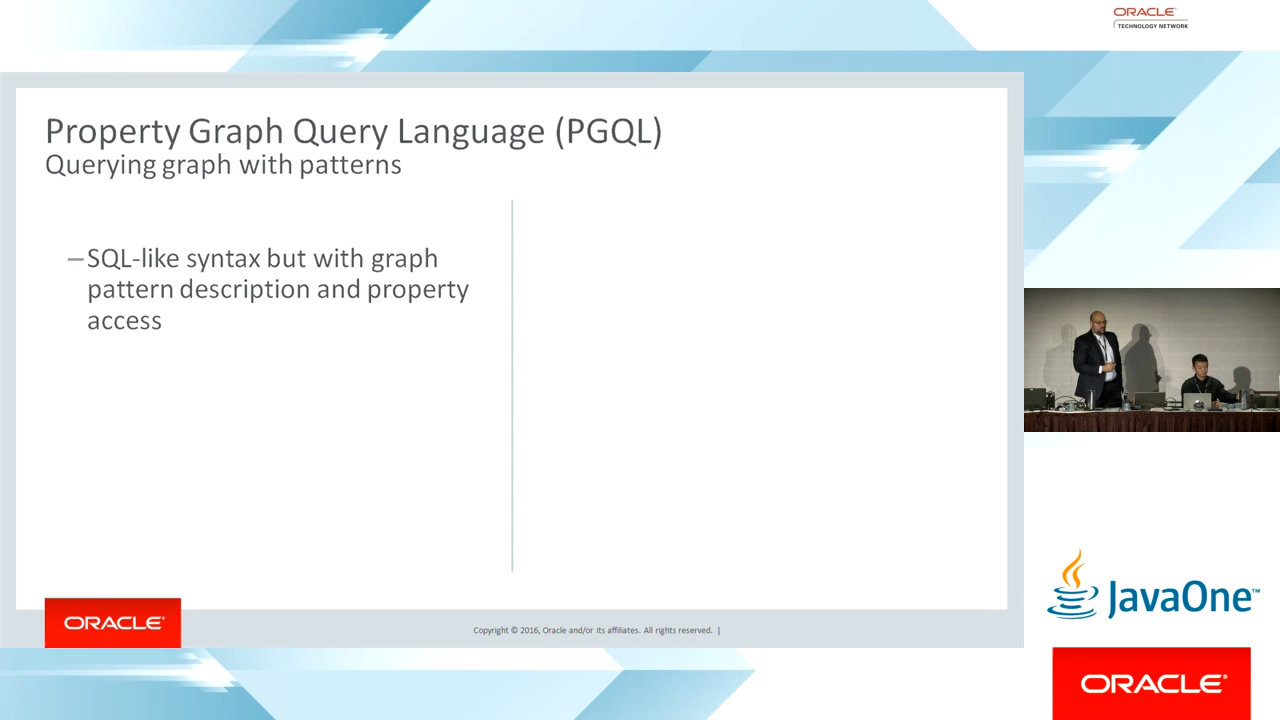 ORACLE
TECHNOLOGY NETWORK
Property Graph Query Language (PGQL)
Querying graph with patterns
–SQL-like syntax but with graph
pattern description and property
access
ORACLE
Copyright © 2016, Oracle and/or its affiliates. All rights reserved. |
JavaOne™
ORACLE